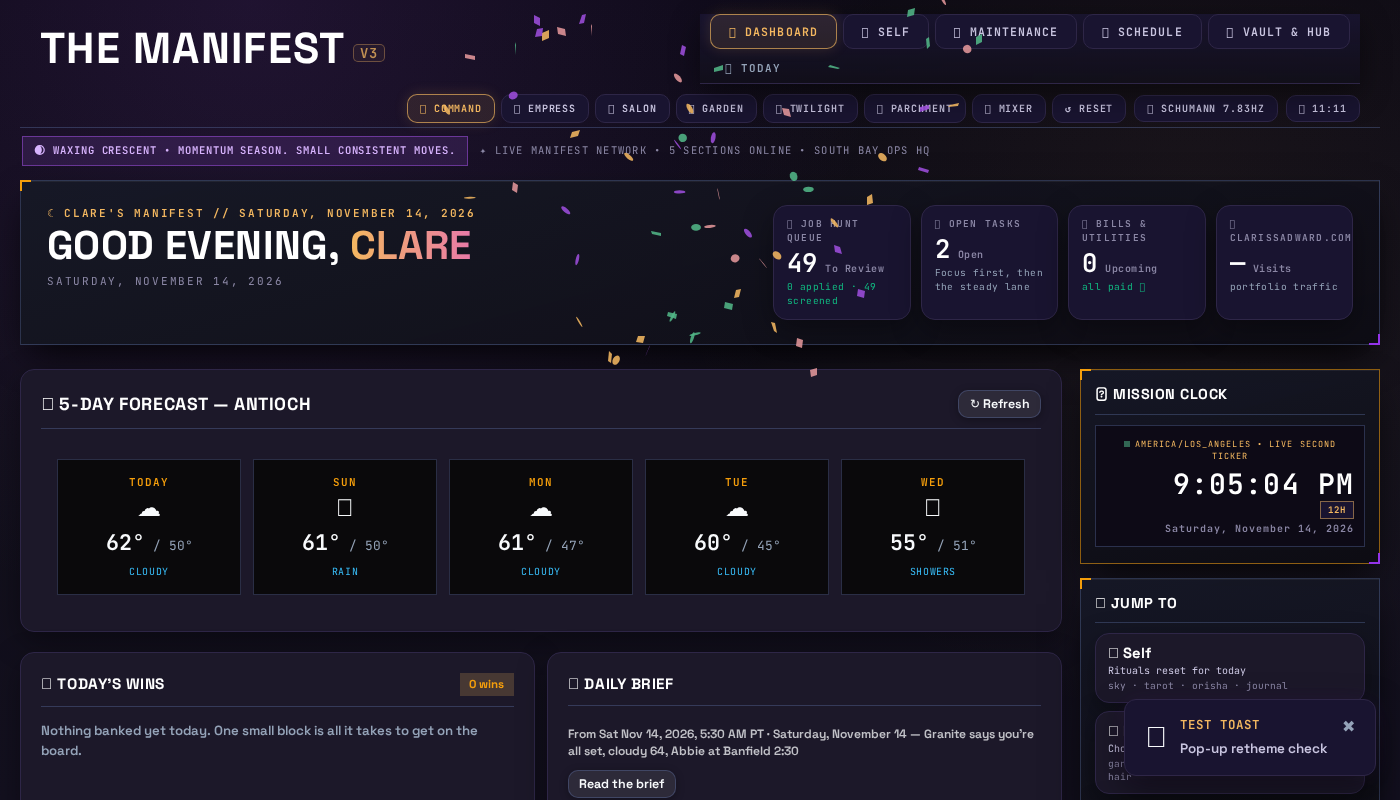 THE MANIFEST V3
DASHBOARD
SELF
MAINTENANCE
SCHEDULE
VAULT & HUB
TODAY
COMMAND
EMPRESS
SALON
GARDEN
TWILIGHT
PARCHMENT
MIXER
↺ RESET
SCHUMANN 7.83HZ
11:11
WAXING CRESCENT • MOMENTUM SEASON. SMALL CONSISTENT MOVES.
✦ LIVE MANIFEST NETWORK • 5 SECTIONS ONLINE • SOUTH BAY OPS HQ
☾ CLARE'S MANIFEST // SATURDAY, NOVEMBER 14, 2026
GOOD EVENING, CLARE
SATURDAY, NOVEMBER 14, 2026
JOB HUNT
QUEUE
49 To Review
0 applied · 49
screened
OPEN TASKS
2 Open
Focus first, then
the steady lane
BILLS &
UTILITIES
0 Upcoming
all paid
CLARISSADWARD.COM
— Visits
portfolio traffic
5-DAY FORECAST — ANTIOCH
↻ Refresh
TODAY
62° / 50°
CLOUDY
SUN
61° / 50°
RAIN
MON
61° / 47°
CLOUDY
TUE
60° / 45°
CLOUDY
WED
55° / 51°
SHOWERS
MISSION CLOCK
AMERICA/LOS_ANGELES • LIVE SECOND
TICKER
9:05:04 PM
12H
Saturday, November 14, 2026
JUMP TO
Self
Rituals reset for today
sky · tarot · orisha · journal
TODAY'S WINS
0 wins
Nothing banked yet today. One small block is all it takes to get on the
board.
DAILY BRIEF
From Sat Nov 14, 2026, 5:30 AM PT · Saturday, November 14 — Granite says you're
all set, cloudy 64, Abbie at Banfield 2:30
Read the brief
TEST TOAST
Pop-up retheme check
✖